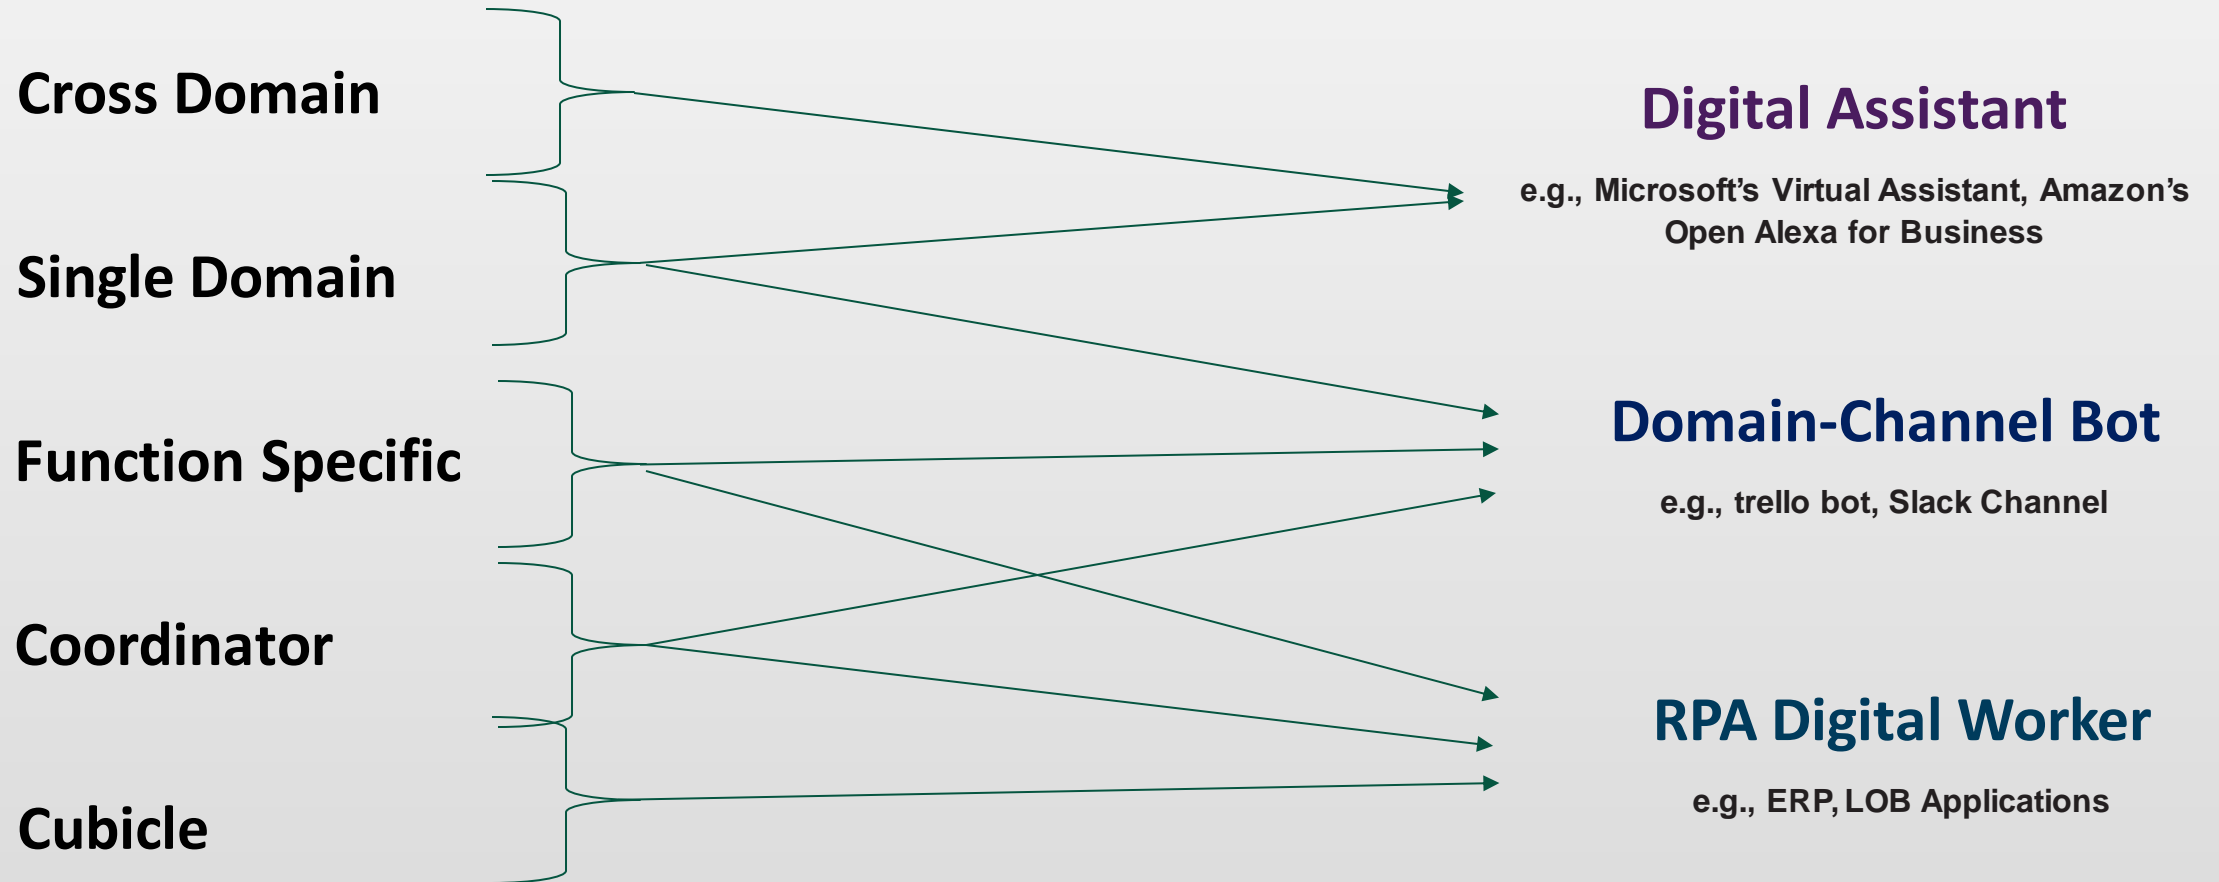 Cross Domain
Single Domain
Function Specific
Coordinator
Cubicle
Digital Assistant
e.g., Microsoft’s Virtual Assistant, Amazon’s
Open Alexa for Business
Domain-Channel Bot
e.g., trello bot, Slack Channel
RPA Digital Worker
e.g., ERP, LOB Applications